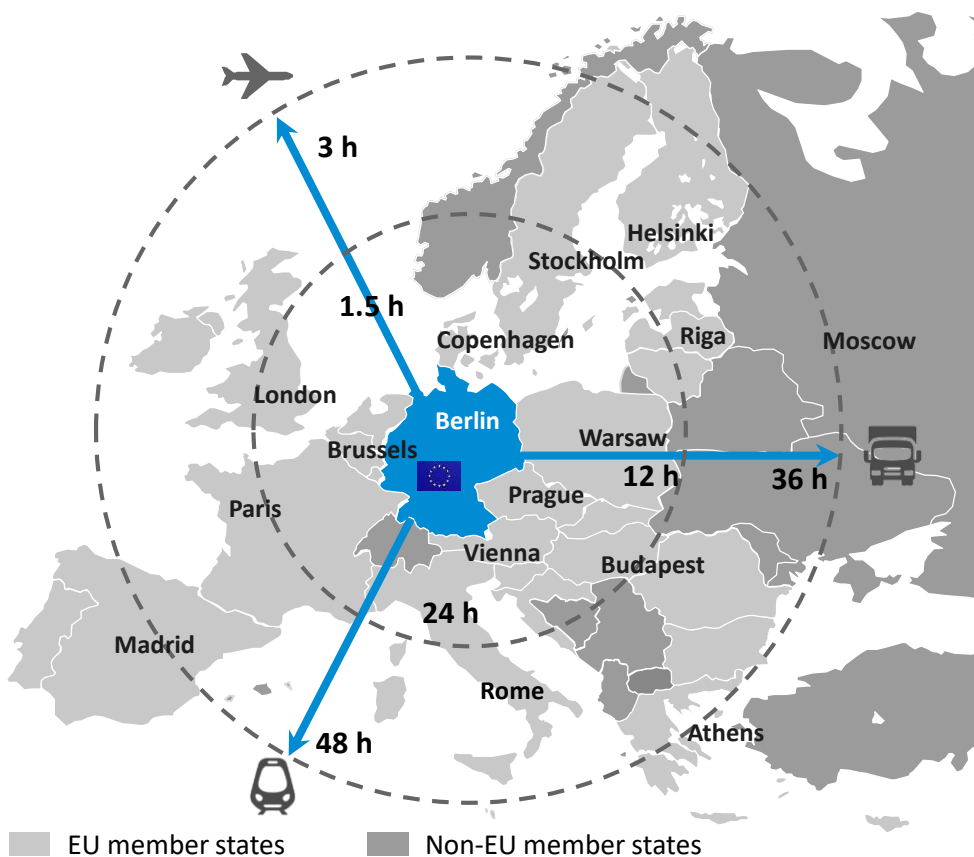 3 h
Helsinki
Stockholm
1.5 h
Copenhagen
Riga
Moscow
London
Berlin
Brussels
Warsaw
12 h
36 h
Prague
Paris
Vienna
Budapest
24 h
Madrid
Rome
48 h
Athens
EU member states
Non-EU member states